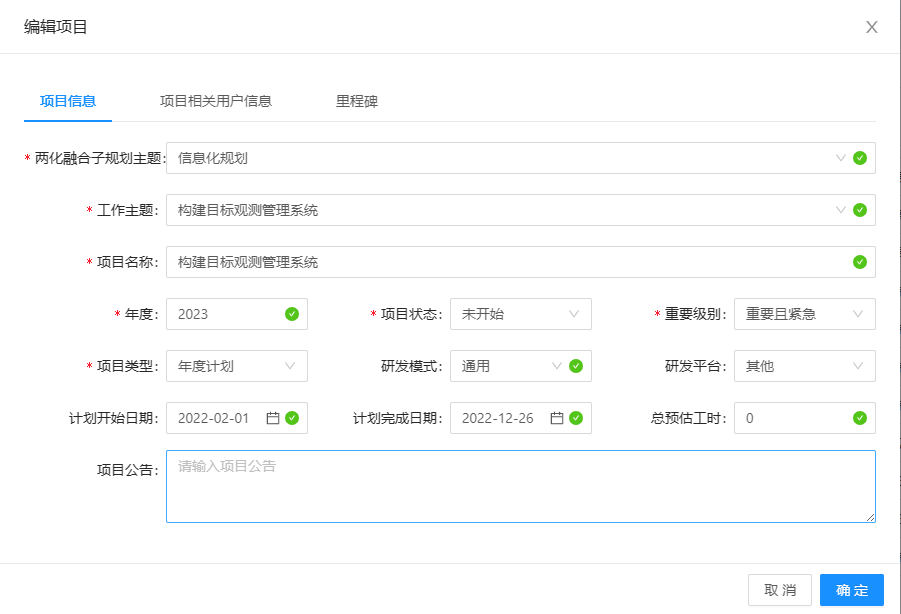 编辑项目
项目信息 项目相关用户信息 里程碑
* 两化融合子规划主题: 信息化规划
* 工作主题: 构建目标观测管理系统
* 项目名称: 构建目标观测管理系统
* 年度: 2023 * 项目状态: 未开始 * 重要级别: 重要且紧急
* 项目类型: 年度计划 研发模式: 通用 研发平台: 其他
计划开始日期: 2022-02-01 计划完成日期: 2022-12-26 总预估工时: 0
项目公告: 请输入项目公告
取 消 确 定